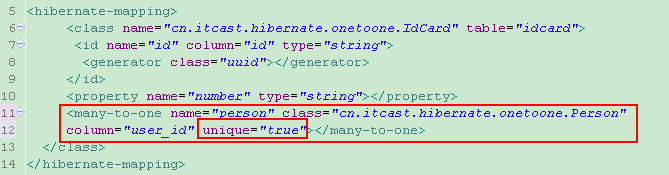 5 <hibernate-mapping>
6 <class name="cn.itcast.hibernate.onetoone.IdCard" table="idcard">
7 <id name="id" column="id" type="string">
8 <generator class="uuid"></generator>
9 </id>
10 <property name="number" type="string"></property>
11 <many-to-one name="person" class="cn.itcast.hibernate.onetoone.Person"
12 column="user_id" unique="true"></many-to-one>
13 </class>
14 </hibernate-mapping>